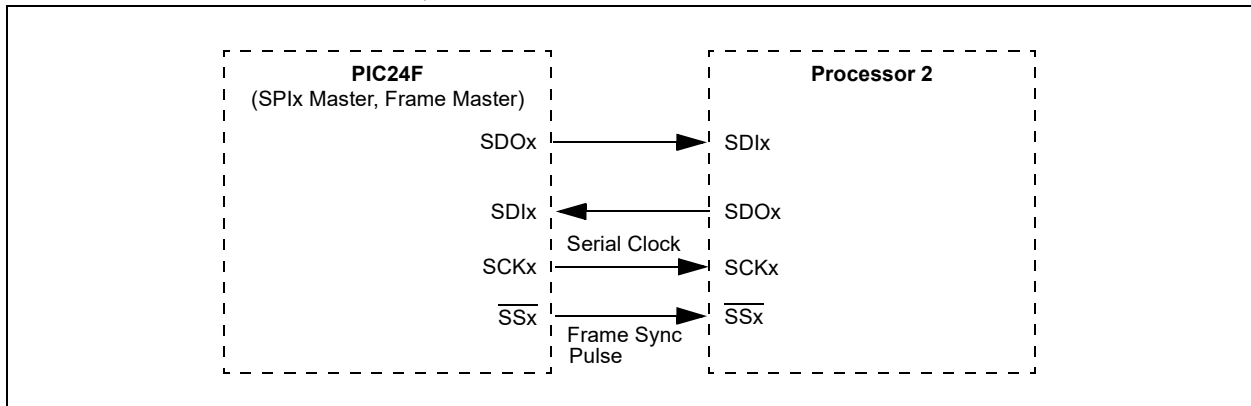 PIC24F Processor 2
(SPIx Master, Frame Master)
SDOx SDIx
SDIx SDOx
Serial Clock
SCKx SCKx
SSx SSx
Frame Sync
Pulse